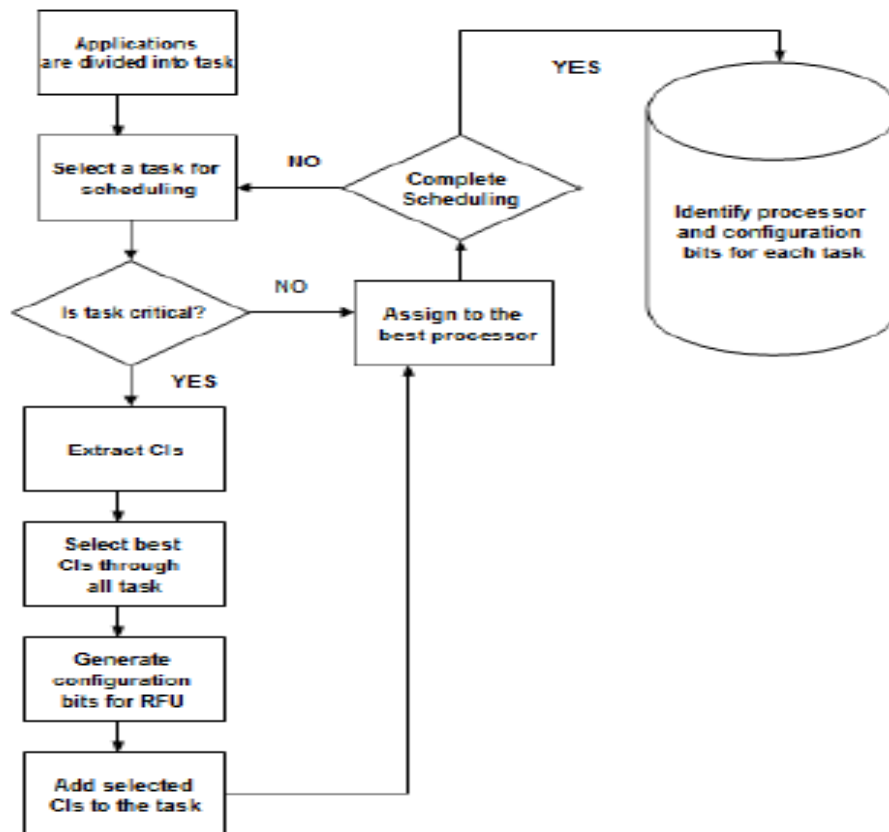 Applications
are divided into task
Select a task for
scheduling
Is task critical?
NO
YES
Extract CIs
Select best
CIs through
all task
Generate
configuration
bits for RFU
Add selected
CIs to the task
Assign to the
best processor
Complete
Scheduling
NO
YES
Identify processor
and configuration
bits for each task